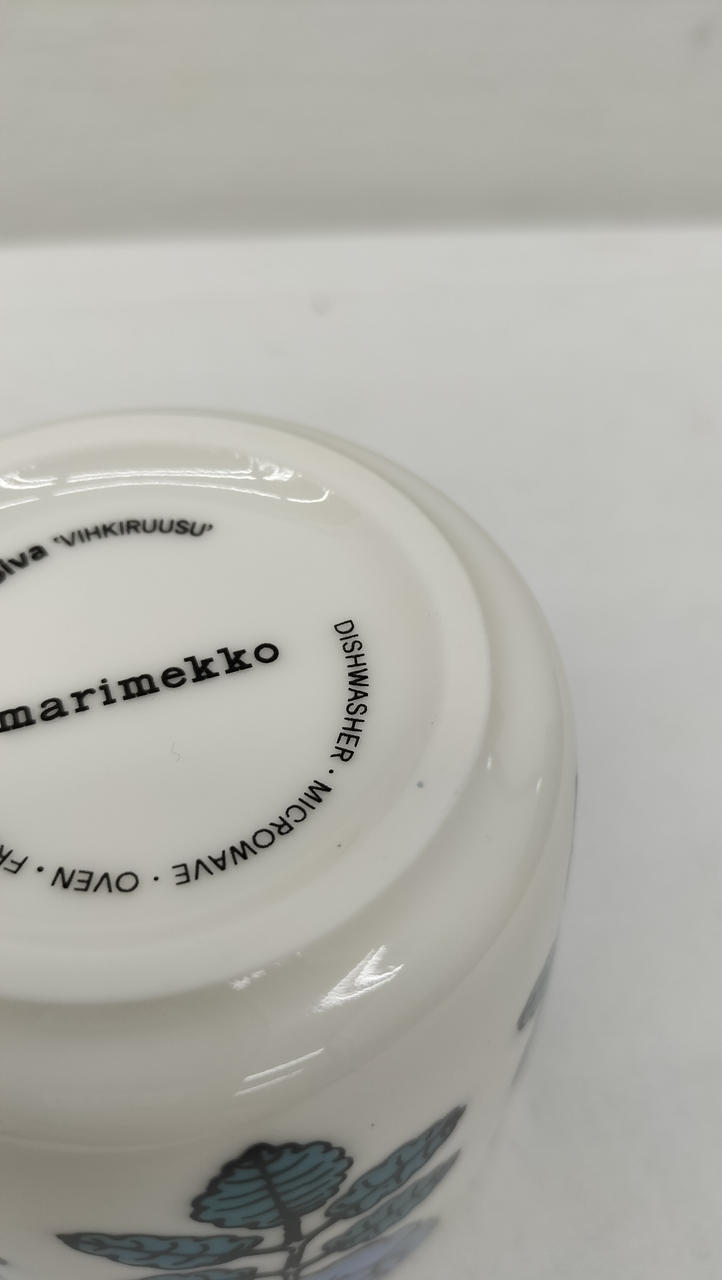 'VIHKIRUUSU'
marimekko
DISHWASHER · MICROWAVE · OVEN ·